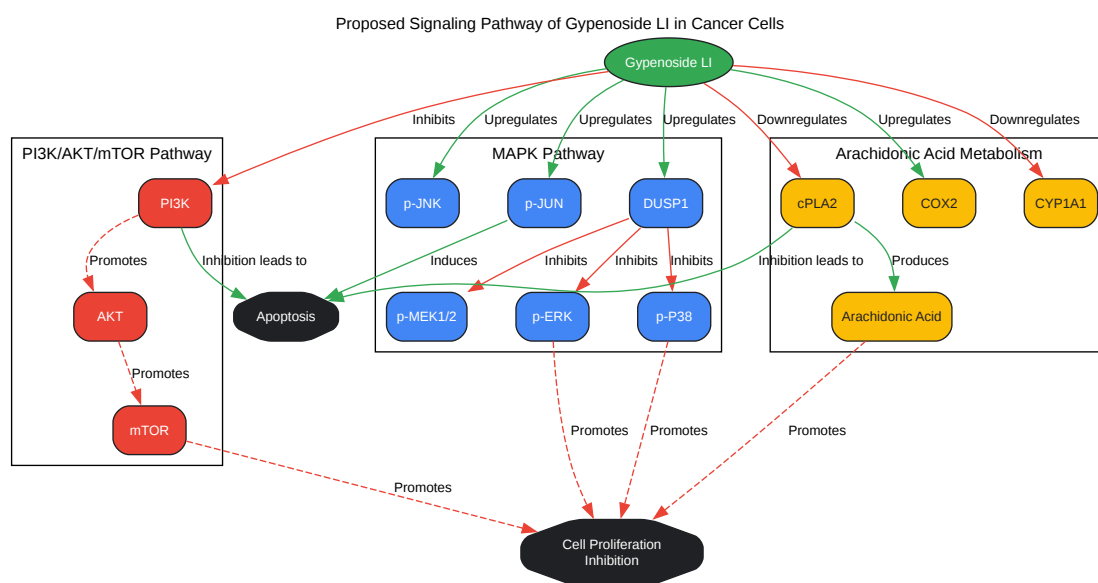 Proposed Signaling Pathway of Gypenoside LI in Cancer Cells
Gypenoside LI
Inhibits
Upregulates
Upregulates
Upregulates
Downregulates
Upregulates
Downregulates
PI3K/AKT/mTOR Pathway
MAPK Pathway
Arachidonic Acid Metabolism
PI3K
p-JNK
p-JUN
DUSP1
cPLA2
COX2
CYP1A1
Promotes
Inhibition leads to
Induces
Inhibits
Inhibits
Inhibits
Inhibition leads to
Produces
AKT
Apoptosis
p-MEK1/2
p-ERK
p-P38
Arachidonic Acid
Promotes
mTOR
Promotes
Promotes
Promotes
Promotes
Cell Proliferation
Inhibition